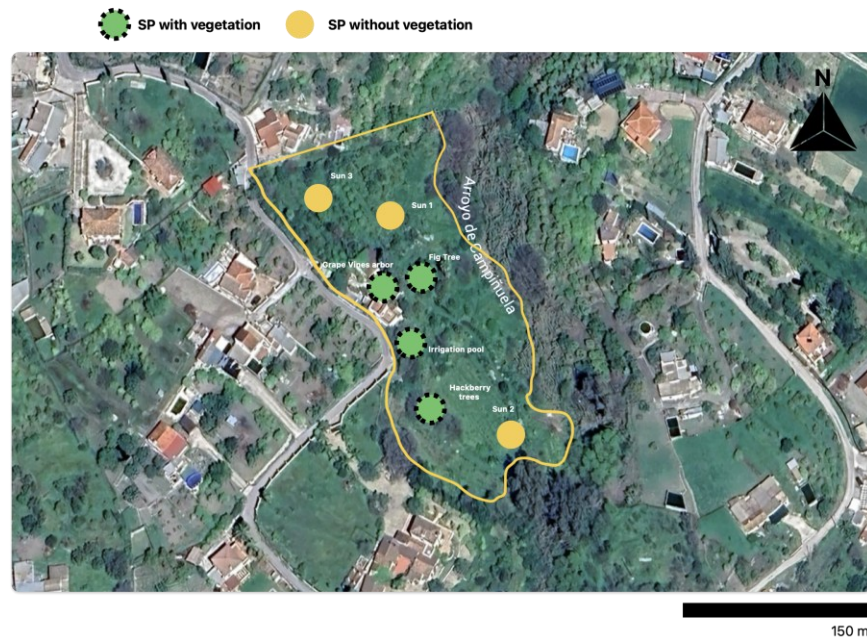 SP with vegetation
SP without vegetation
N
Sun 3
Sun 1
Arroyo de Campiñuela
Fig Tree
Grape Vines arbor
Irrigation pool
Hackberry
trees
Sun 2
150 m